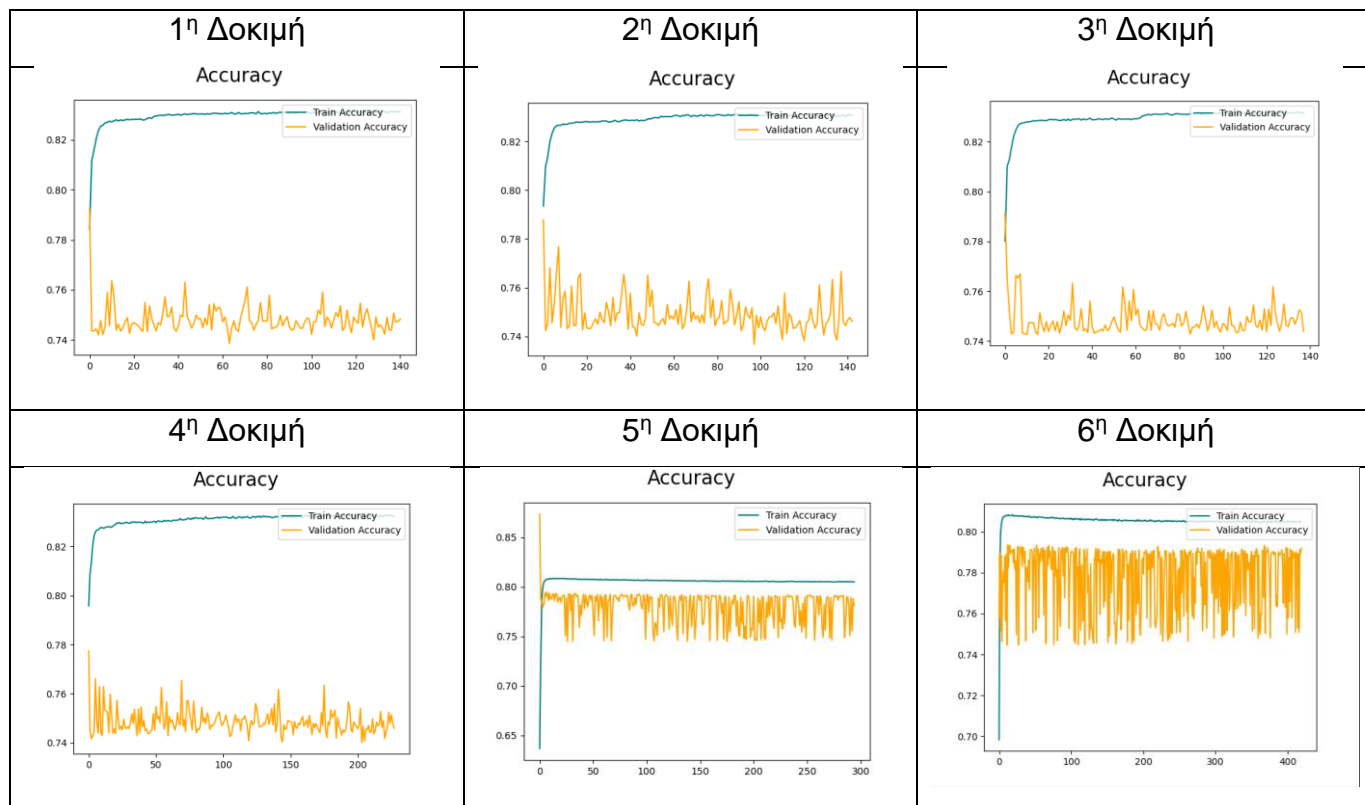 1η Δοκιμή
2η Δοκιμή
3η Δοκιμή
Accuracy
Train Accuracy
Validation Accuracy
0.82
0.80
0.78
0.76
0.74
0 20 40 60 80 100 120 140
Accuracy
Train Accuracy
Validation Accuracy
0.82
0.80
0.78
0.76
0.74
0 20 40 60 80 100 120 140
Accuracy
Train Accuracy
Validation Accuracy
0.82
0.80
0.78
0.76
0.74
0 20 40 60 80 100 120 140
4η Δοκιμή
5η Δοκιμή
6η Δοκιμή
Accuracy
Train Accuracy
Validation Accuracy
0.82
0.80
0.78
0.76
0.74
0 50 100 150 200
Accuracy
Train Accuracy
Validation Accuracy
0.85
0.80
0.75
0.70
0.65
0 50 100 150 200 250 300
Accuracy
Train Accuracy
Validation Accuracy
0.80
0.78
0.76
0.74
0.72
0.70
0 100 200 300 400